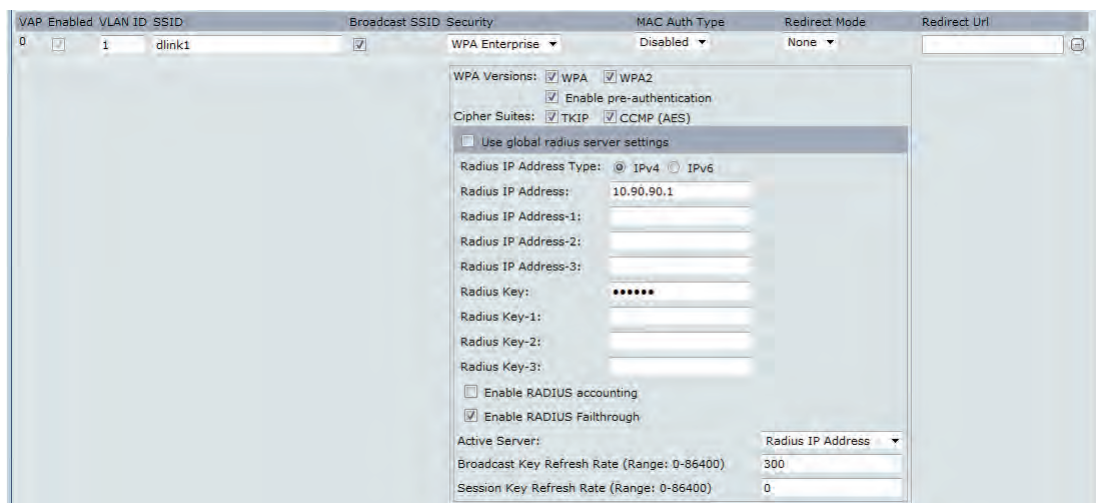 VAP Enabled VLAN ID SSID Broadcast SSID Security MAC Auth Type Redirect Mode Redirect Url
0 1 dlink1 WPA Enterprise Disabled None
WPA Versions: WPA WPA2
Enable pre-authentication
Cipher Suites: TKIP CCMP (AES)
Use global radius server settings
Radius IP Address Type: IPv4 IPv6
Radius IP Address: 10.90.90.1
Radius IP Address-1:
Radius IP Address-2:
Radius IP Address-3:
Radius Key: ••••••
Radius Key-1:
Radius Key-2:
Radius Key-3:
Enable RADIUS accounting
Enable RADIUS Failthrough
Active Server: Radius IP Address
Broadcast Key Refresh Rate (Range: 0-86400) 300
Session Key Refresh Rate (Range: 0-86400) 0